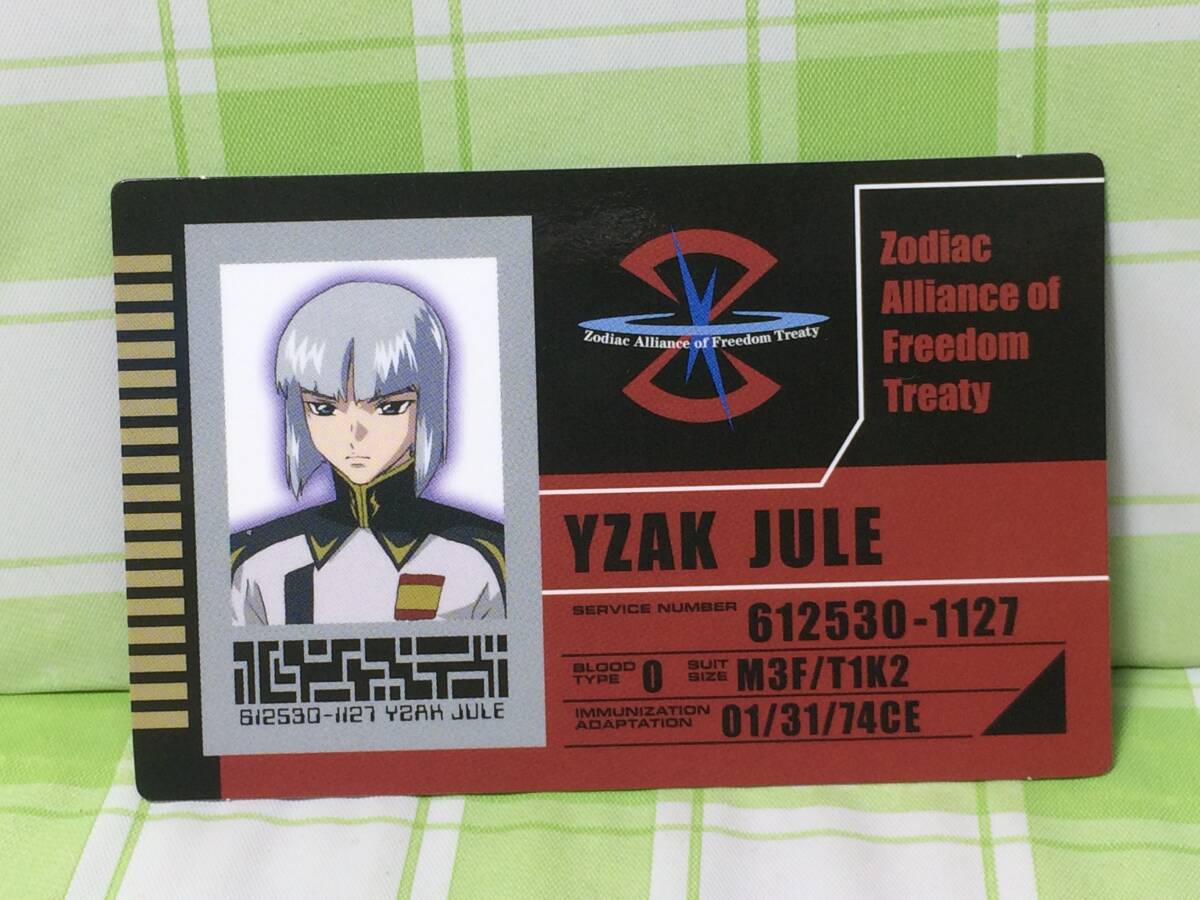 Zodiac Alliance of Freedom Treaty
Zodiac
Alliance of
Freedom
Treaty
YZAK JULE
SERVICE NUMBER 612530-1127
BLOOD TYPE O SUIT SIZE M3F/T1K2
IMMUNIZATION ADAPTATION 01/31/74CE
612530-1127 YZAK JULE